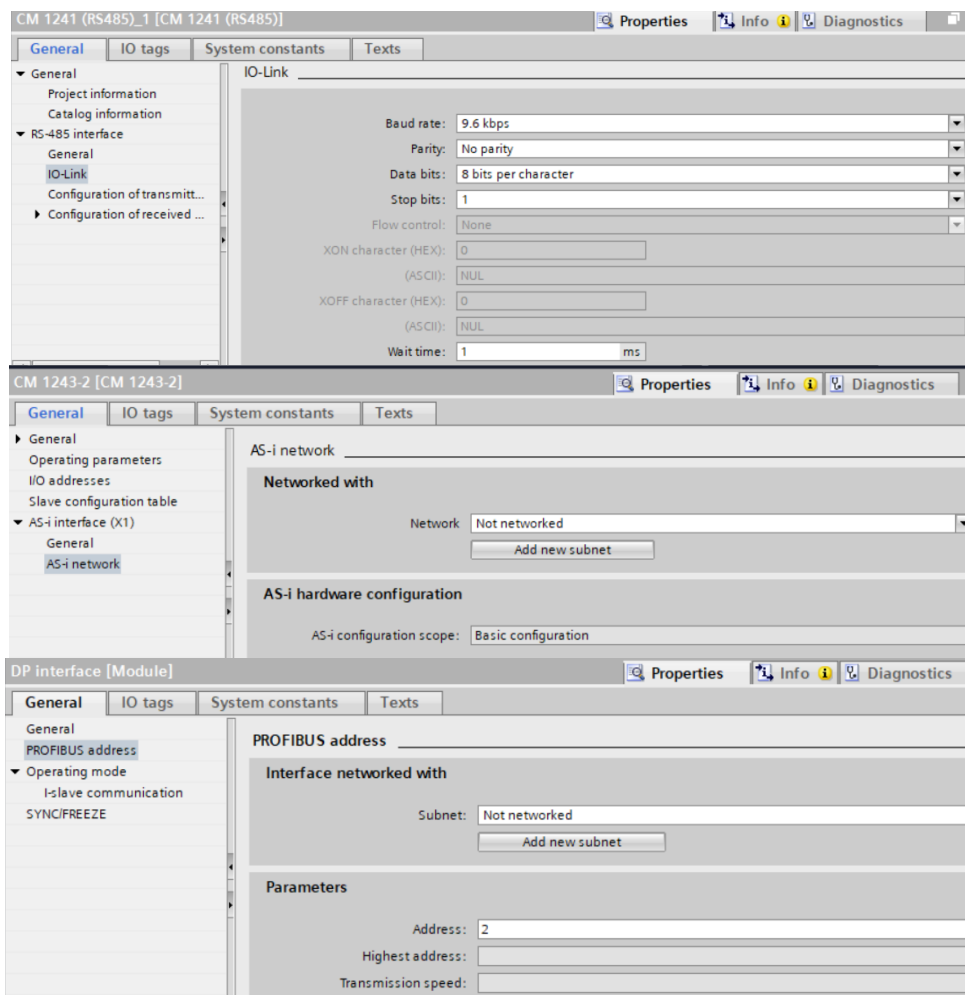 CM 1241 (RS485)_1 [CM 1241 (RS485)]
Properties
Info
Diagnostics
General
IO tags
System constants
Texts
General
Project information
Catalog information
RS-485 interface
General
IO-Link
Configuration of transmitt...
Configuration of received ...
IO-Link
Baud rate: 9.6 kbps
Parity: No parity
Data bits: 8 bits per character
Stop bits: 1
Flow control: None
XON character (HEX): 0
(ASCII): NUL
XOFF character (HEX): 0
(ASCII): NUL
Wait time: 1 ms
CM 1243-2 [CM 1243-2]
Properties
Info
Diagnostics
General
IO tags
System constants
Texts
General
Operating parameters
I/O addresses
Slave configuration table
AS-i interface (X1)
General
AS-i network
AS-i network
Networked with
Network Not networked
Add new subnet
AS-i hardware configuration
AS-i configuration scope: Basic configuration
DP interface [Module]
Properties
Info
Diagnostics
General
IO tags
System constants
Texts
General
PROFIBUS address
Operating mode
I-slave communication
SYNC/FREEZE
PROFIBUS address
Interface networked with
Subnet: Not networked
Add new subnet
Parameters
Address: 2
Highest address:
Transmission speed: